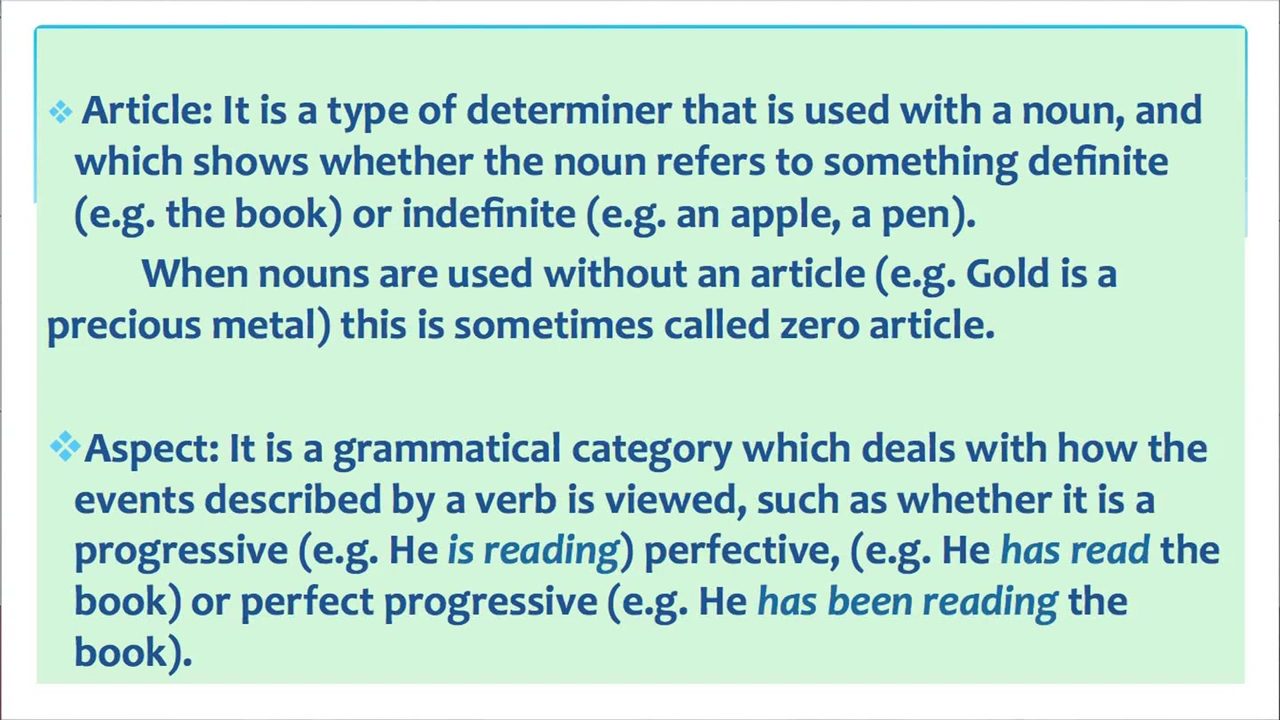 ❖ Article: It is a type of determiner that is used with a noun, and
which shows whether the noun refers to something definite
(e.g. the book) or indefinite (e.g. an apple, a pen).
When nouns are used without an article (e.g. Gold is a
precious metal) this is sometimes called zero article.
❖Aspect: It is a grammatical category which deals with how the
events described by a verb is viewed, such as whether it is a
progressive (e.g. He is reading) perfective, (e.g. He has read the
book) or perfect progressive (e.g. He has been reading the
book).